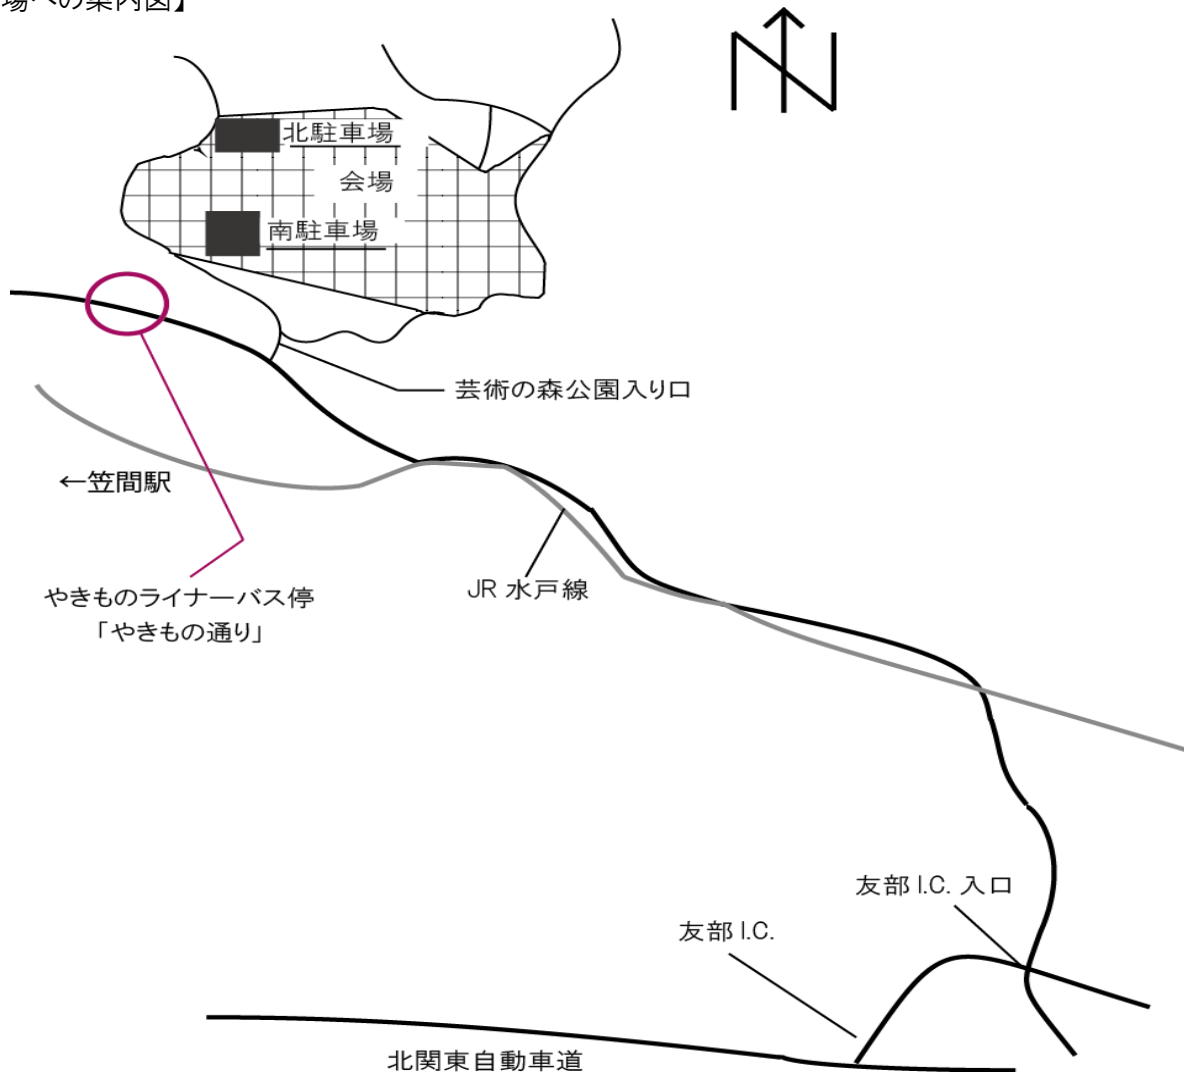 場への案内図】
北駐車場
会場
南駐車場
芸術の森公園入り口
←笠間駅
JR 水戸線
やきものライナーバス停
「やきもの通り」
友部 I.C. 入口
友部 I.C.
北関東自動車道